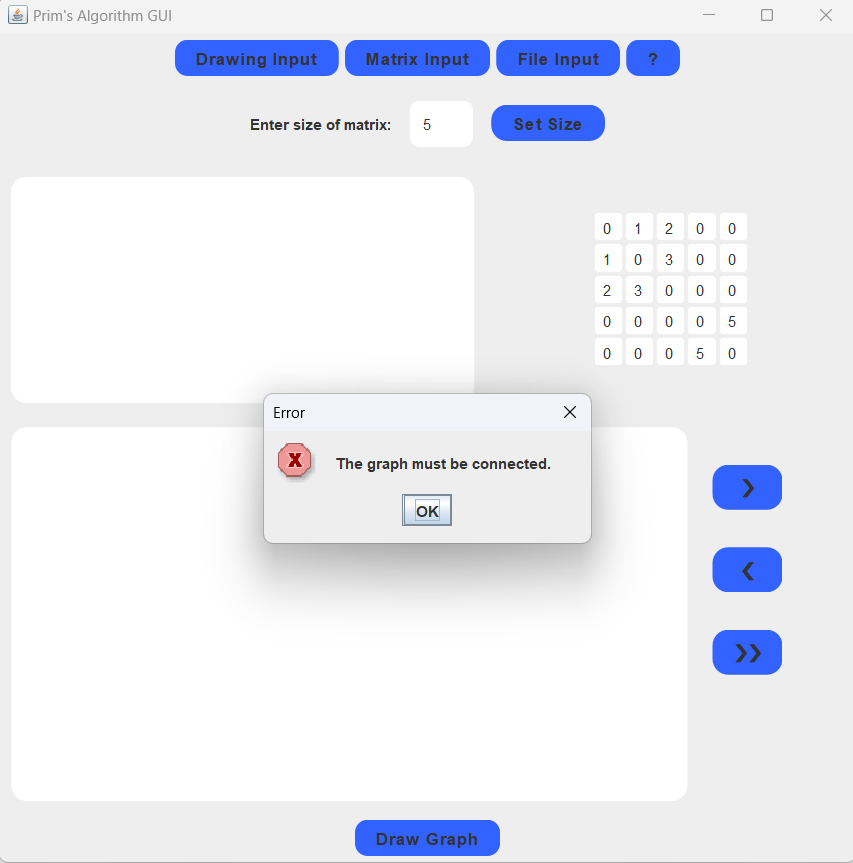 Prim's Algorithm GUI
Drawing Input Matrix Input File Input ?
Enter size of matrix: 5 Set Size
0 1 2 0 0
1 0 3 0 0
2 3 0 0 0
0 0 0 0 5
0 0 0 5 0
Error
X The graph must be connected.
OK
❯
❮
❯❯
Draw Graph